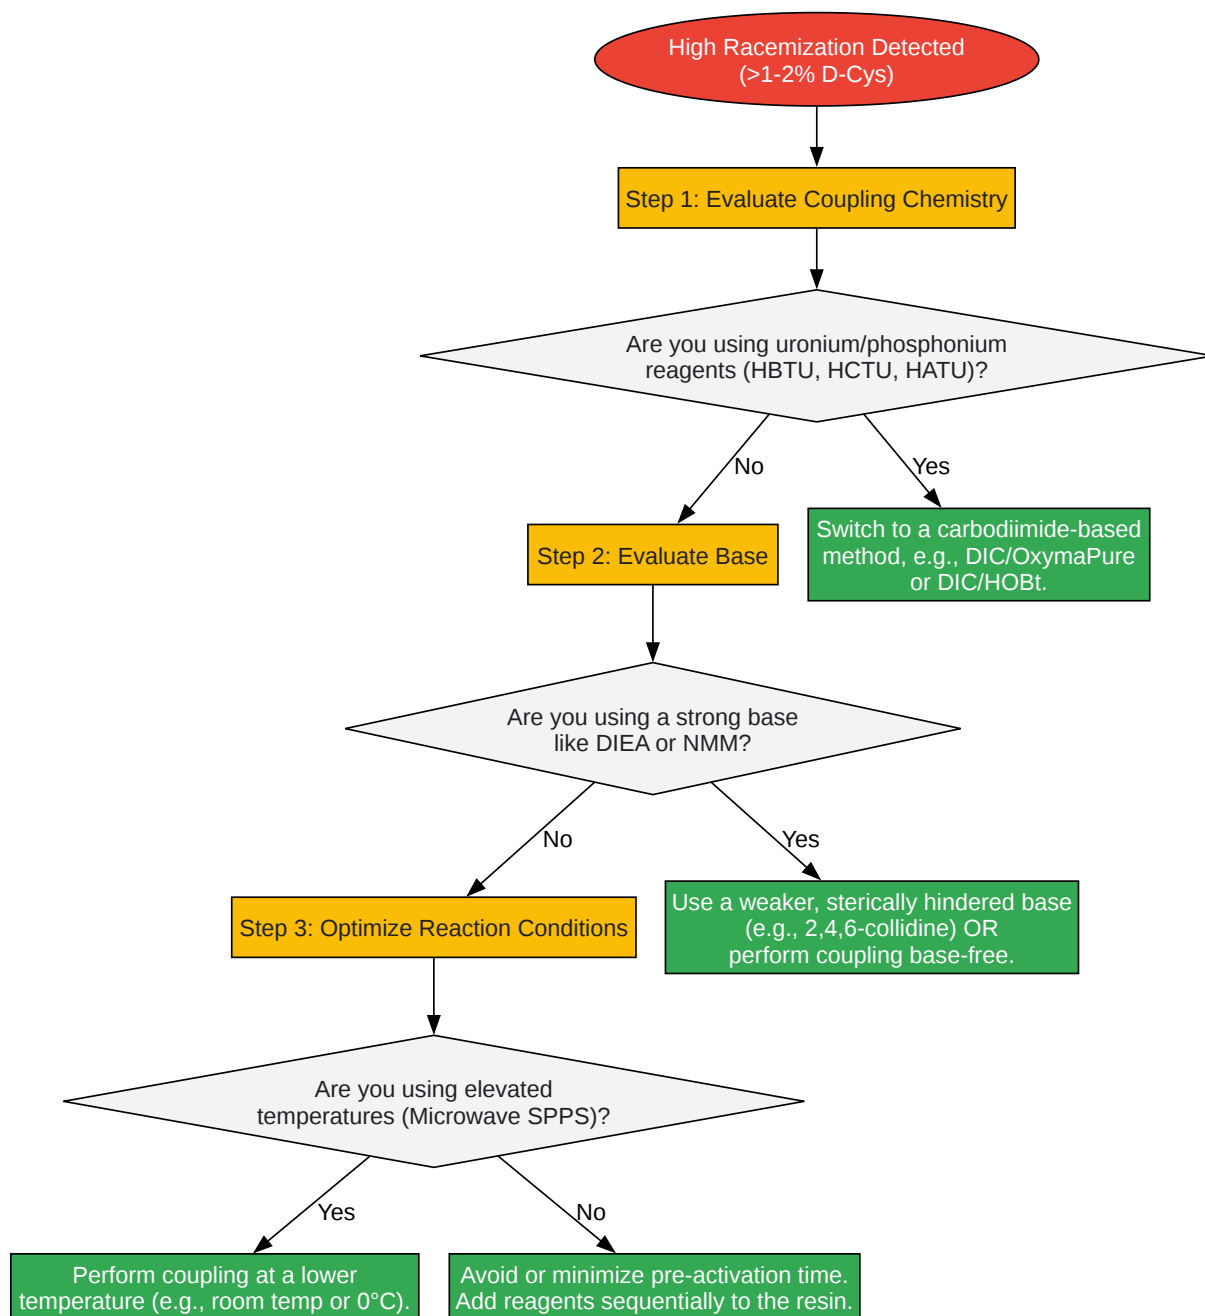 High Racemization Detected
(>1-2% D-Cys)
Step 1: Evaluate Coupling Chemistry
Are you using uronium/phosphonium
reagents (HBTU, HCTU, HATU)?
No
Yes
Step 2: Evaluate Base
Switch to a carbodiimide-based
method, e.g., DIC/OxymaPure
or DIC/HOBt.
Are you using a strong base
like DIEA or NMM?
No
Yes
Step 3: Optimize Reaction Conditions
Use a weaker, sterically hindered base
(e.g., 2,4,6-collidine) OR
perform coupling base-free.
Are you using elevated
temperatures (Microwave SPPS)?
Yes
No
Perform coupling at a lower
temperature (e.g., room temp or 0°C).
Avoid or minimize pre-activation time.
Add reagents sequentially to the resin.